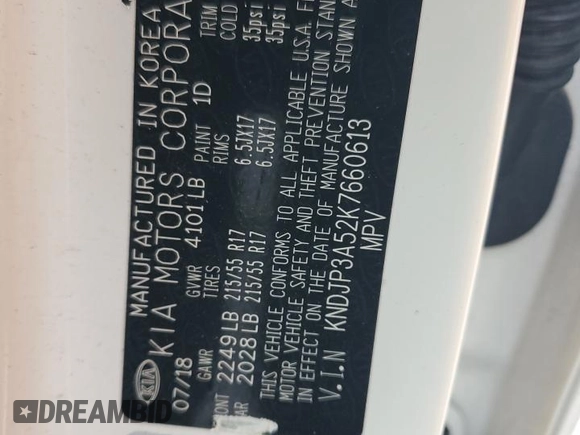 KIA
MANUFACTURED IN KOREA
KIA MOTORS CORPORA
07/18 GVWR 4101LB PAINT 1D TRIM
GAWR TIRES RIMS COLD
ONT 2249LB 215/55 R17 6.5JX17 35psi
AR 2028LB 215/55 R17 6.5JX17 35psi
THIS VEHICLE CONFORMS TO ALL APPLICABLE U.S.A. F
MOTOR VEHICLE SAFETY AND THEFT PREVENTION STAN
IN EFFECT ON THE DATE OF MANUFACTURE SHOWN A
V.I.N KNDJP3A52K7660613
MPV
DREAMBID